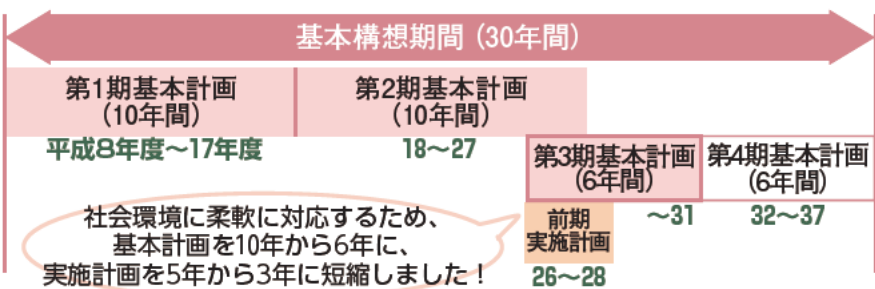 基本構想期間（30年間）
第1期基本計画
（10年間）
平成8年度～17年度
第2期基本計画
（10年間）
18～27
第3期基本計画
（6年間）
～31
第4期基本計画
（6年間）
32～37
前期
実施計画
26～28
社会環境に柔軟に対応するため、
基本計画を10年から6年に、
実施計画を5年から3年に短縮しました！